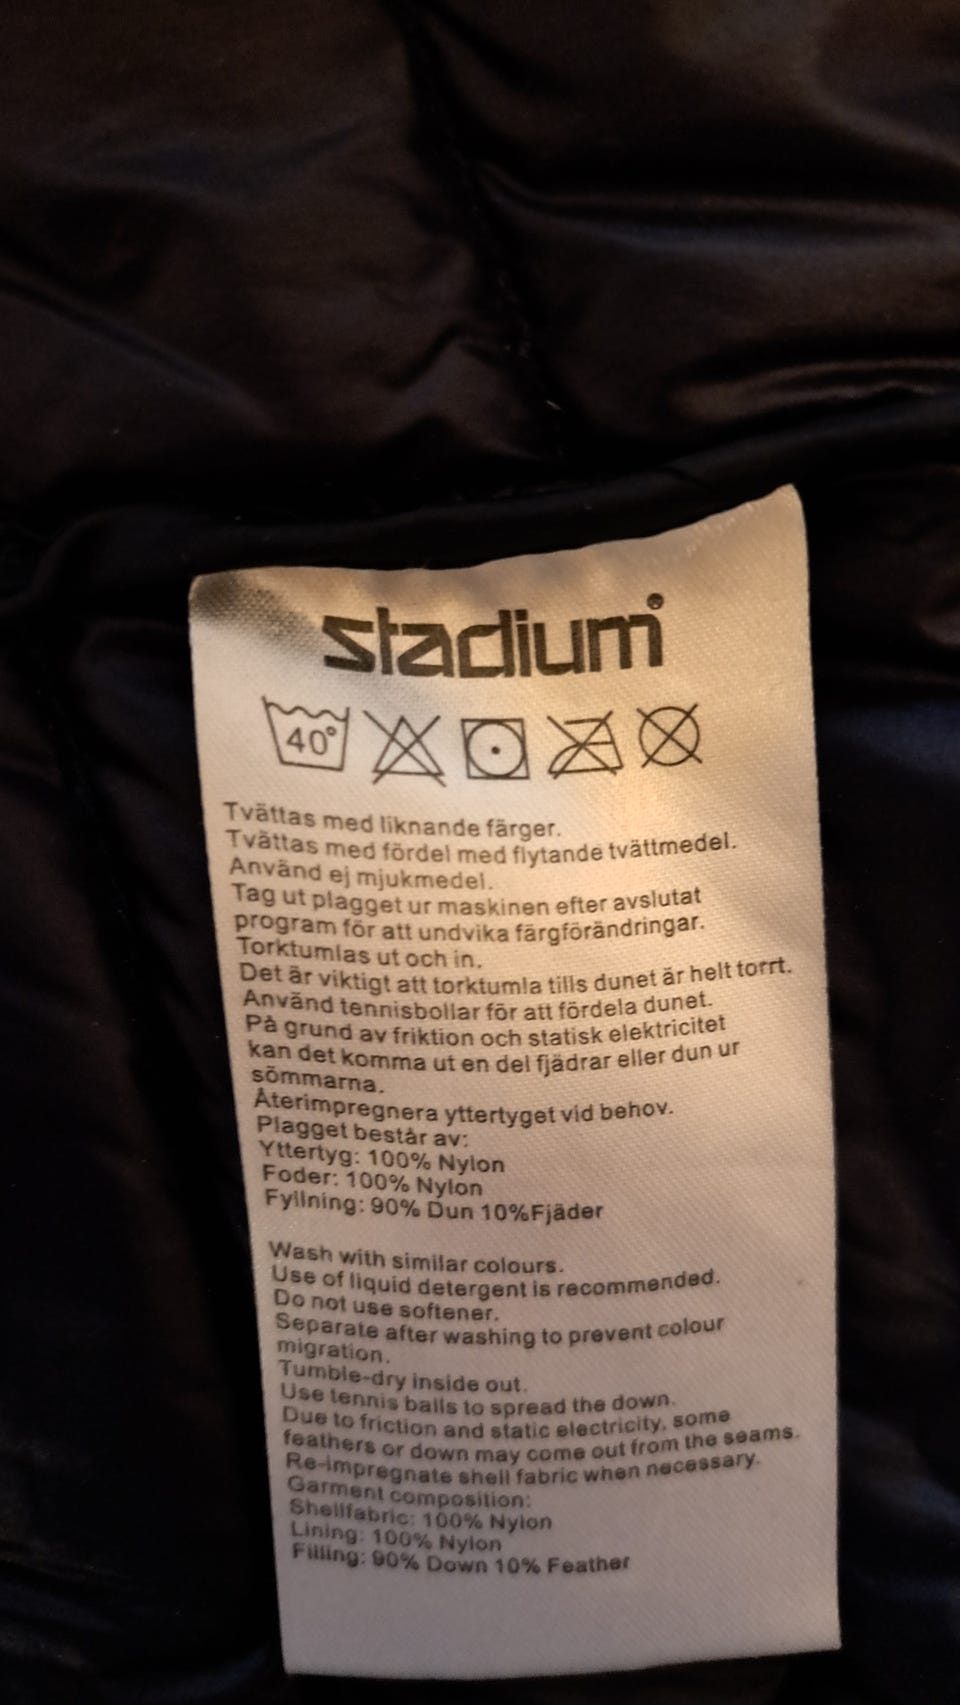 stadium
40°
Tvättas med liknande färger.
Tvättas med fördel med flytande tvättmedel.
Använd ej mjukmedel.
Tag ut plagget ur maskinen efter avslutat
program för att undvika färgförändringar.
Torktumlas ut och in.
Det är viktigt att torktumla tills dunet är helt torrt.
Använd tennisbollar för att fördela dunet.
På grund av friktion och statisk elektricitet
kan det komma ut en del fjädrar eller dun ur
sömmarna.
Återimpregnera yttertyget vid behov.
Plagget består av:
Yttertyg: 100% Nylon
Foder: 100% Nylon
Fyllning: 90% Dun 10%Fjäder
Wash with similar colours.
Use of liquid detergent is recommended.
Do not use softener.
Separate after washing to prevent colour
migration.
Tumble-dry inside out.
Use tennis balls to spread the down.
Due to friction and static electricity, some
feathers or down may come out from the seams.
Re-impregnate shell fabric when necessary.
Garment composition:
Shellfabric: 100% Nylon
Lining: 100% Nylon
Filling: 90% Down 10% Feather